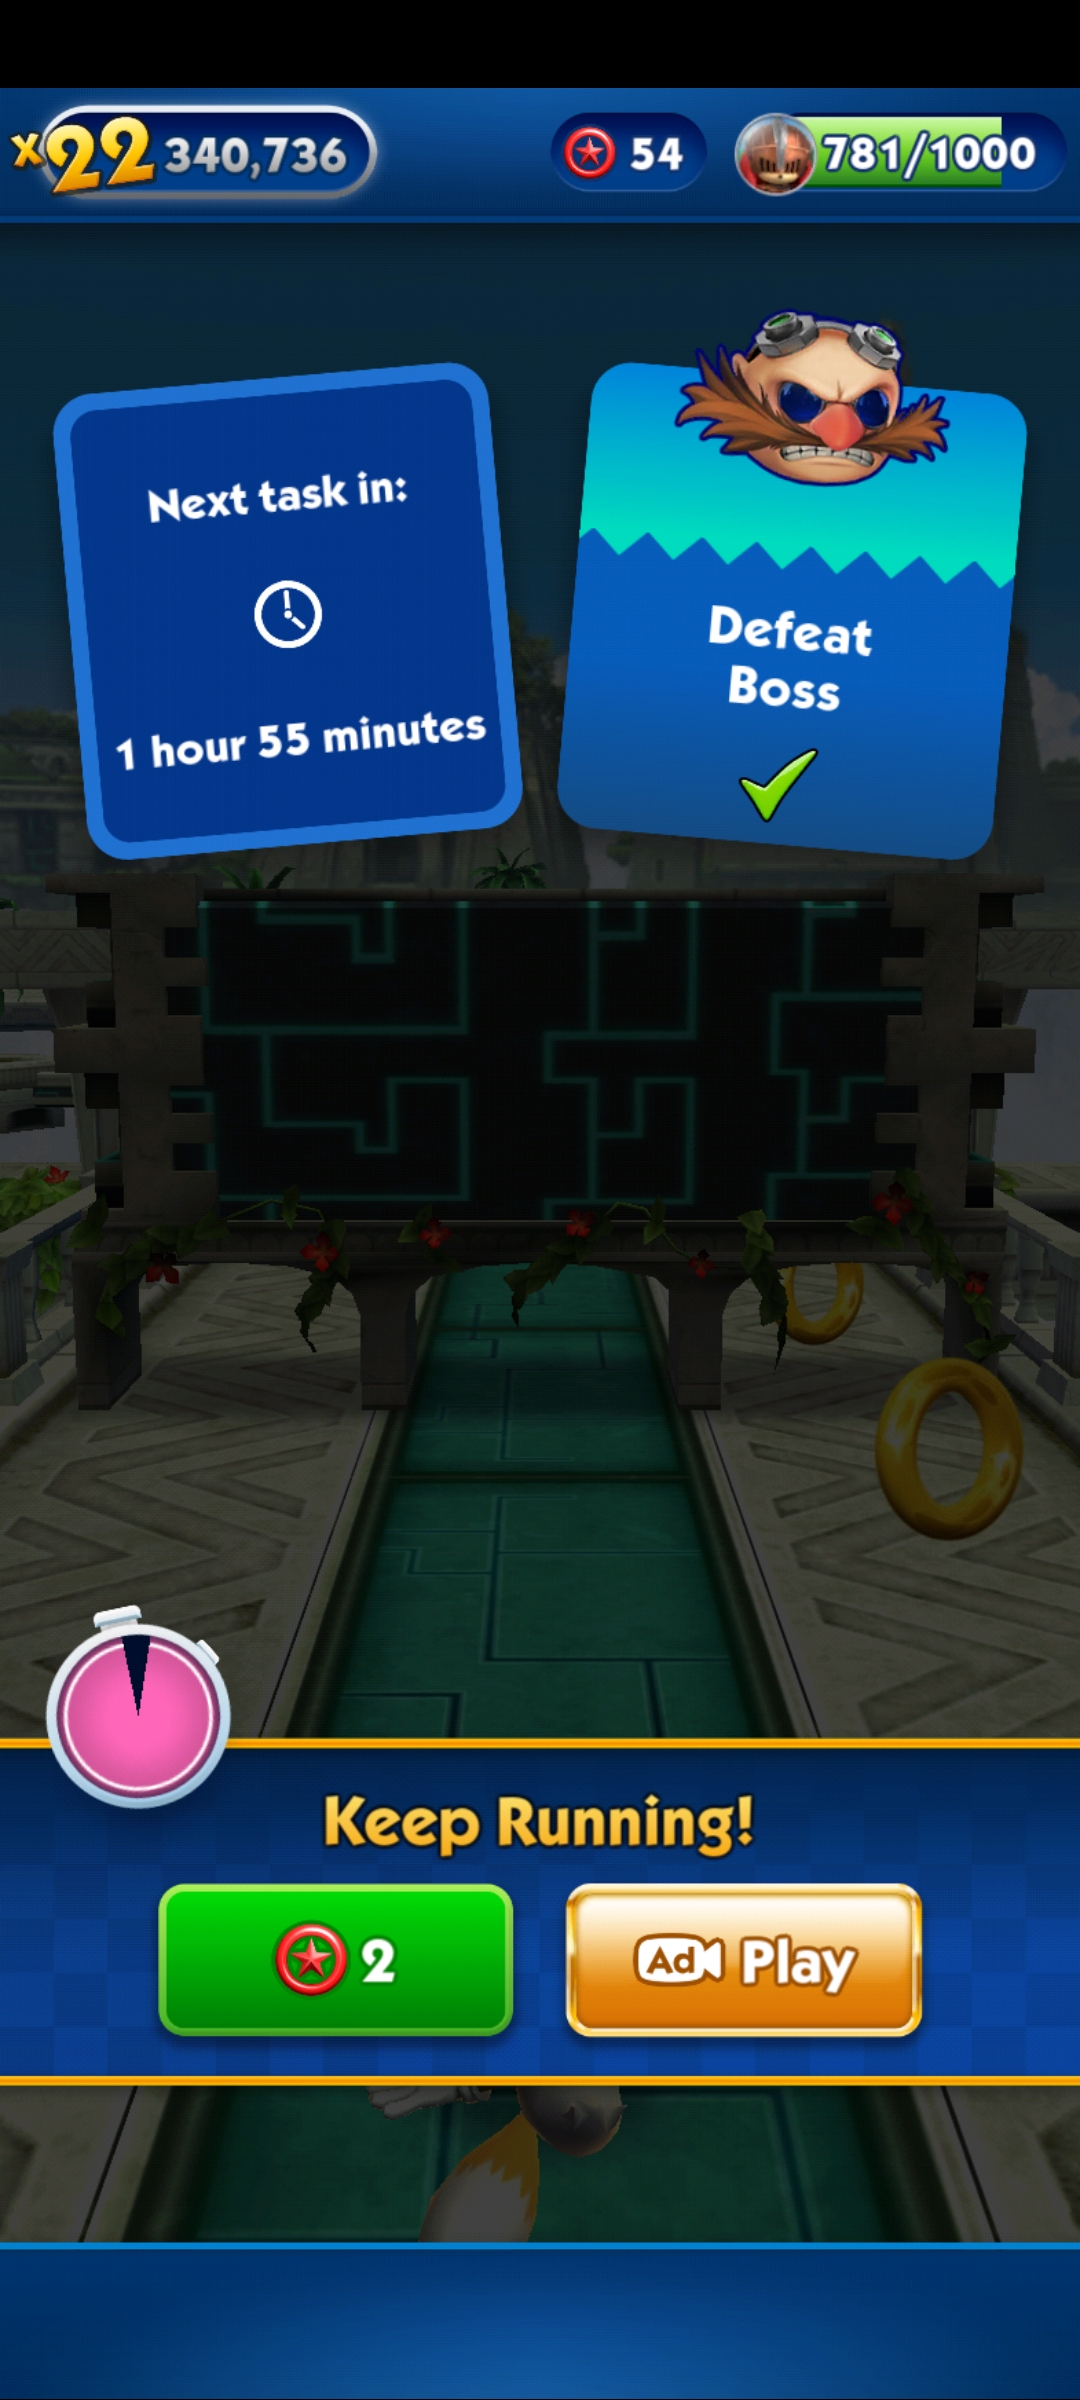 x22 340,736
54
781/1000
Next task in:
1 hour 55 minutes
Defeat
Boss
Keep Running!
2
Ad Play